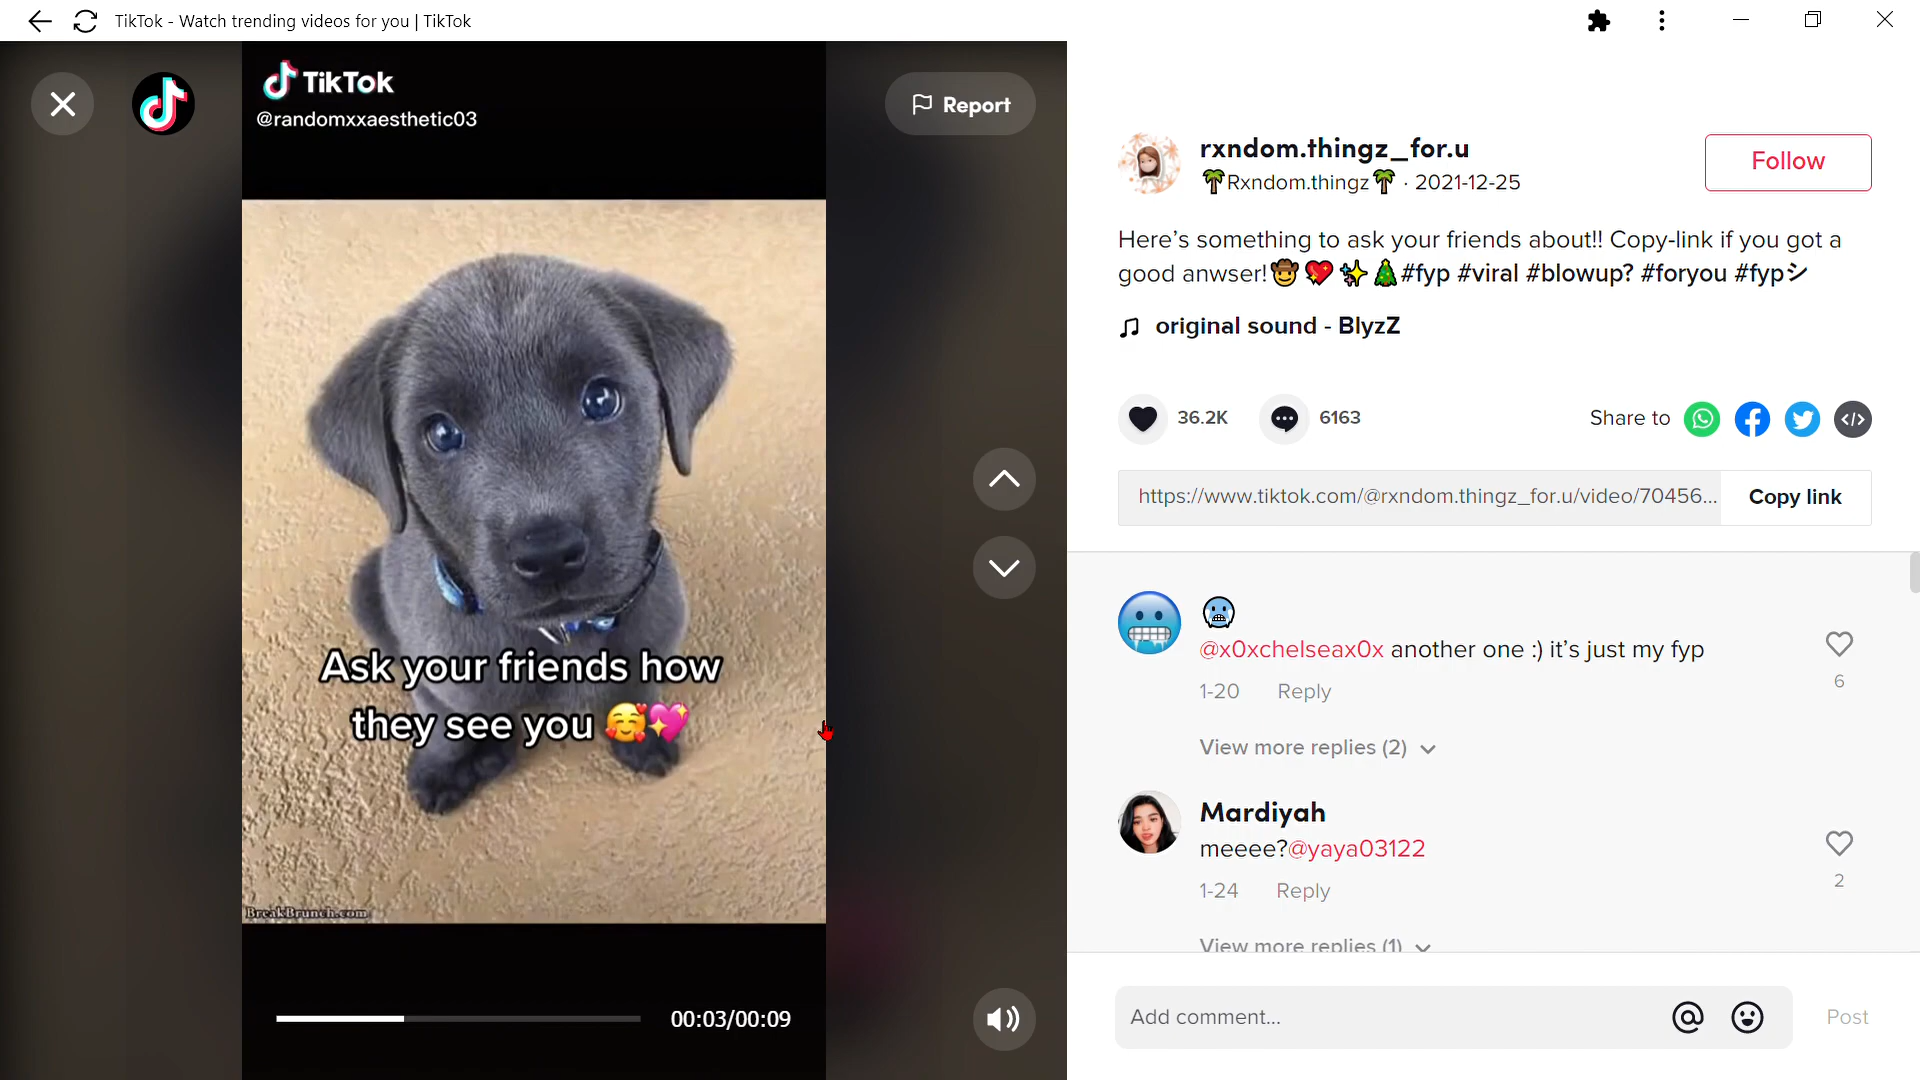 TikTok - Watch trending videos for you | TikTok
TikTok
@randomxxaesthetic03
Report
Ask your friends how
they see you 🥰💖
BreakBrunch.com
00:03/00:09
rxndom.thingz_for.u
🌴Rxndom.thingz🌴 · 2021-12-25
Follow
Here’s something to ask your friends about!! Copy-link if you got a
good anwser!🤠💖✨🎄#fyp #viral #blowup? #foryou #fypシ
original sound - BlyzZ
36.2K
6163
Share to
https://www.tiktok.com/@rxndom.thingz_for.u/video/70456...
Copy link
🥶
@x0xchelseax0x another one :) it’s just my fyp
6
1-20 Reply
View more replies (2)
Mardiyah
meeee?@yaya03122
2
1-24 Reply
View more replies (1)
Add comment...
Post